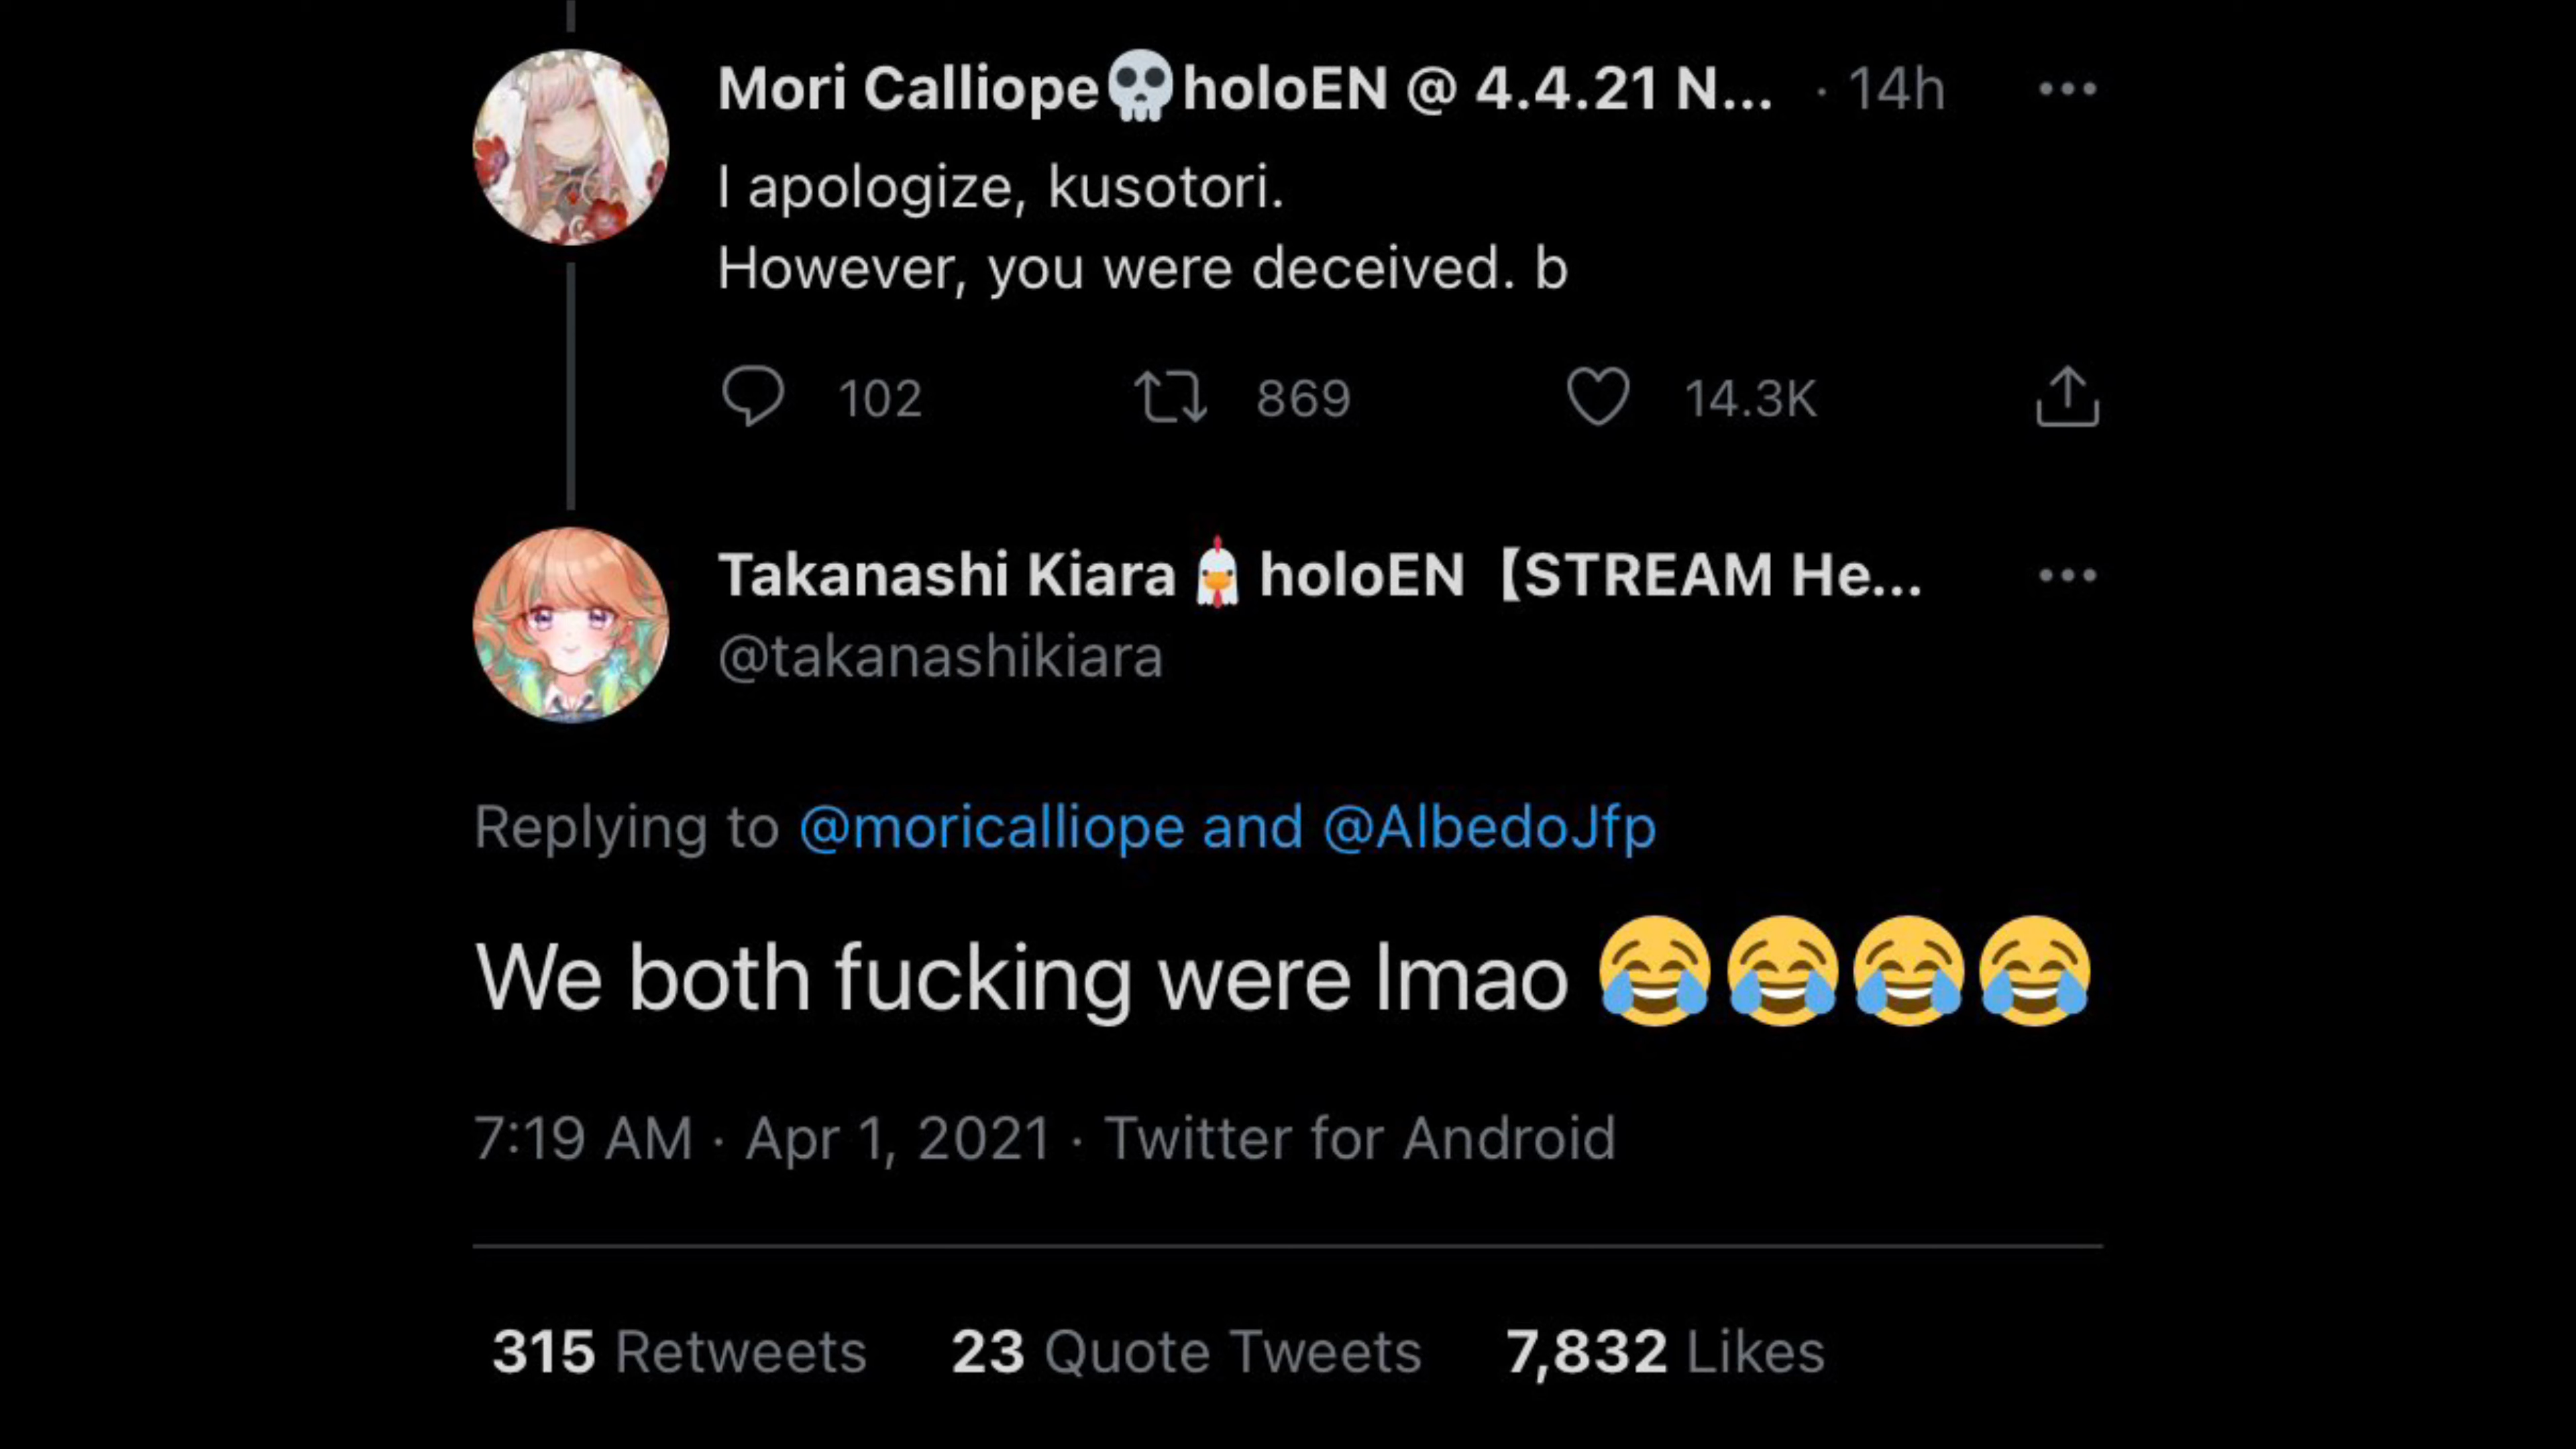 Mori Calliope💀holoEN @ 4.4.21 N... · 14h
I apologize, kusotori.
However, you were deceived. b
102 869 14.3K
Takanashi Kiara🐔holoEN【STREAM He...
@takanashikiara
Replying to @moricalliope and @AlbedoJfp
We both fucking were lmao 😂😂😂😂
7:19 AM · Apr 1, 2021 · Twitter for Android
315 Retweets 23 Quote Tweets 7,832 Likes